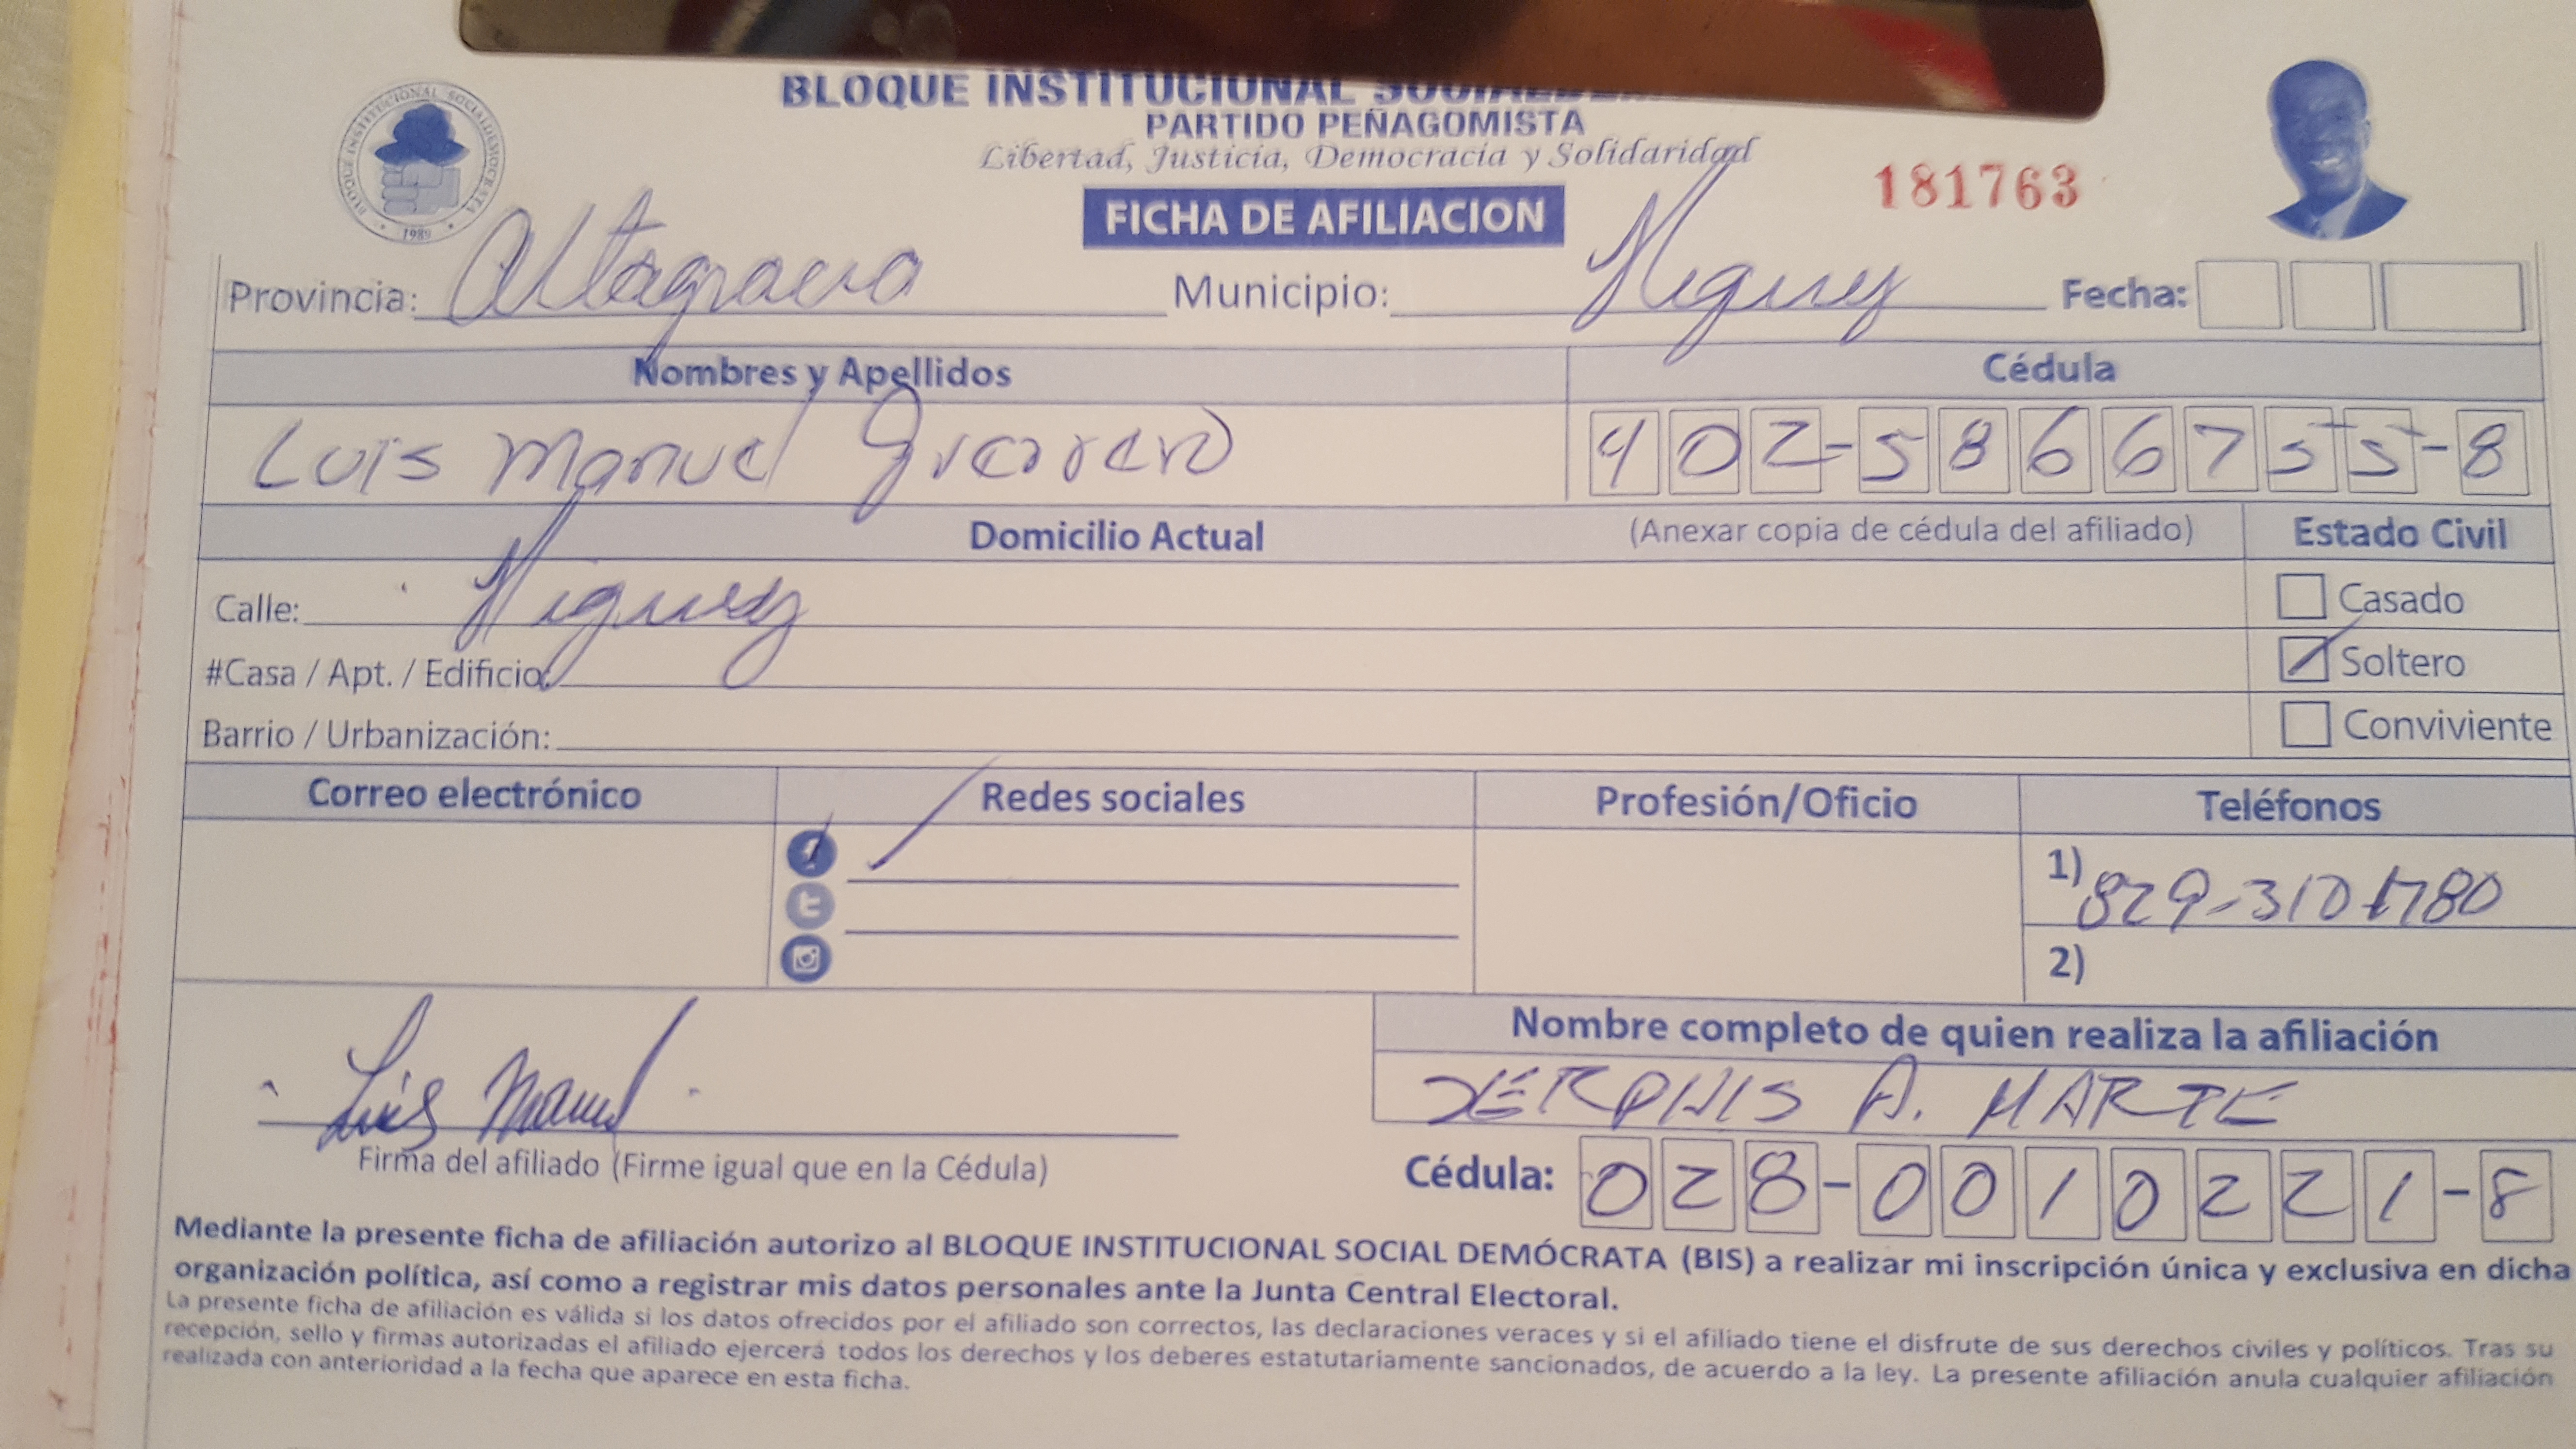 BLOQUE INSTITUCIONAL
PARTIDO PEÑAGOMISTA
Libertad, Justicia, Democracia y Solidaridad
BLOQUE INSTITUCIONAL SOCIALDEMOCRATA
1989
181763
FICHA DE AFILIACION
Provincia: Altagracia Municipio: Higuey Fecha:
Nombres y Apellidos Cédula
Luis Manuel Guerrero 402-5866755-8
Domicilio Actual (Anexar copia de cédula del afiliado) Estado Civil
Calle: Higuey Casado
#Casa / Apt. / Edificio: Soltero
Barrio / Urbanización: Conviviente
Correo electrónico Redes sociales Profesión/Oficio Teléfonos
1) 829-310-1780
2)
Nombre completo de quien realiza la afiliación
Luis Manuel
A. MARTE
Firma del afiliado (Firme igual que en la Cédula)
Cédula: 028-0010221-8
Mediante la presente ficha de afiliación autorizo al BLOQUE INSTITUCIONAL SOCIAL DEMÓCRATA (BIS) a realizar mi inscripción única y exclusiva en dicha
organización política, así como a registrar mis datos personales ante la Junta Central Electoral.
La presente ficha de afiliación es válida si los datos ofrecidos por el afiliado son correctos, las declaraciones veraces y si el afiliado tiene el disfrute de sus derechos civiles y políticos. Tras su
recepción, sello y firmas autorizadas el afiliado ejercerá todos los derechos y los deberes estatutariamente sancionados, de acuerdo a la ley. La presente afiliación anula cualquier afiliación
realizada con anterioridad a la fecha que aparece en esta ficha.